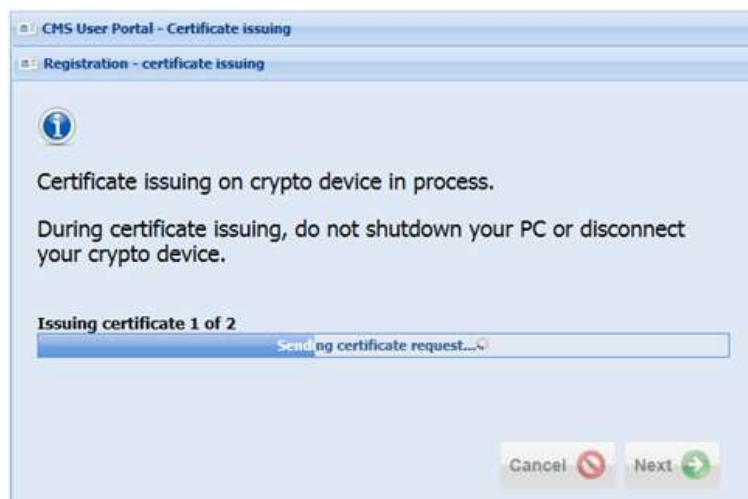 CMS User Portal - Certificate issuing
Registration - certificate issuing
Certificate issuing on crypto device in process.
During certificate issuing, do not shutdown your PC or disconnect
your crypto device.
Issuing certificate 1 of 2
Sending certificate request...
Cancel Next